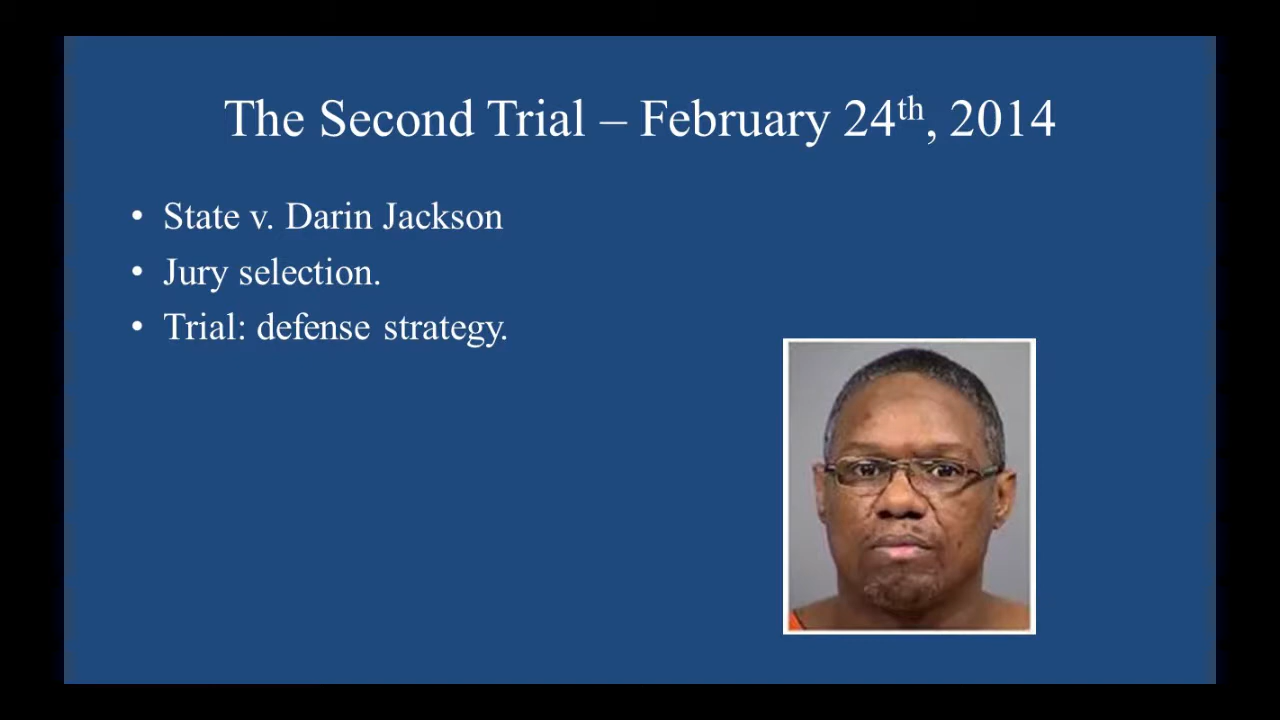 The Second Trial – February 24th, 2014
• State v. Darin Jackson
• Jury selection.
• Trial: defense strategy.